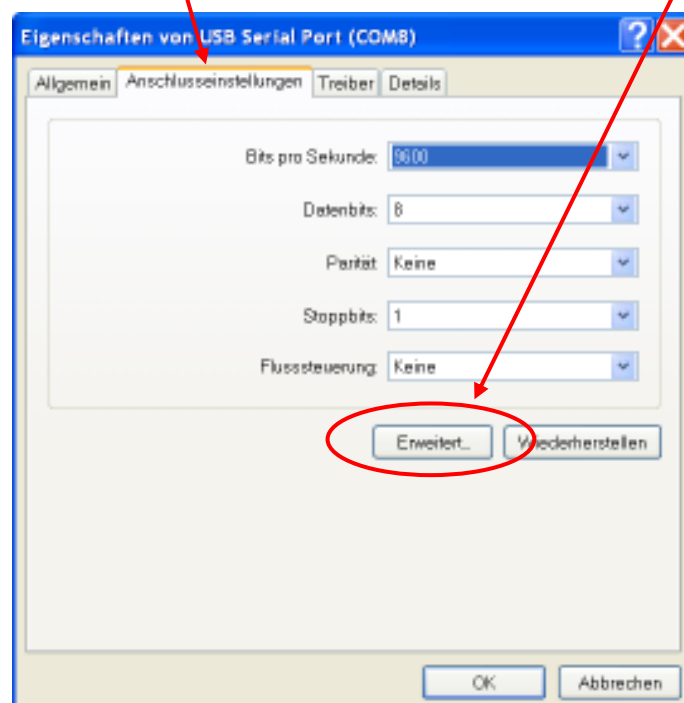 Eigenschaften von USB Serial Port (COM8)
Allgemein Anschlusseinstellungen Treiber Details
Bits pro Sekunde: 9600
Datenbits: 8
Parität: Keine
Stoppbits: 1
Flusssteuerung: Keine
Erweitert... Wiederherstellen
OK Abbrechen